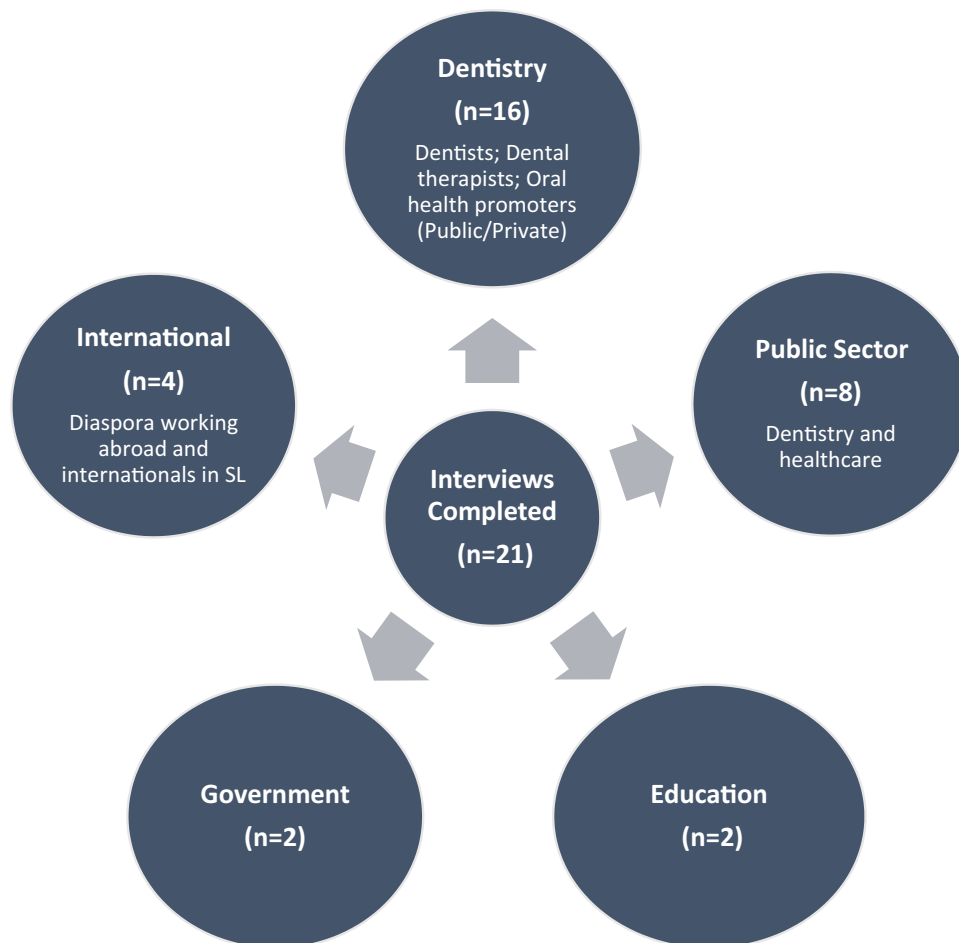 Dentistry
(n=16)
Dentists; Dental
therapists; Oral
health promoters
(Public/Private)
International
(n=4)
Diaspora working
abroad and
internationals in SL
Public Sector
(n=8)
Dentistry and
healthcare
Interviews
Completed
(n=21)
Government
(n=2)
Education
(n=2)